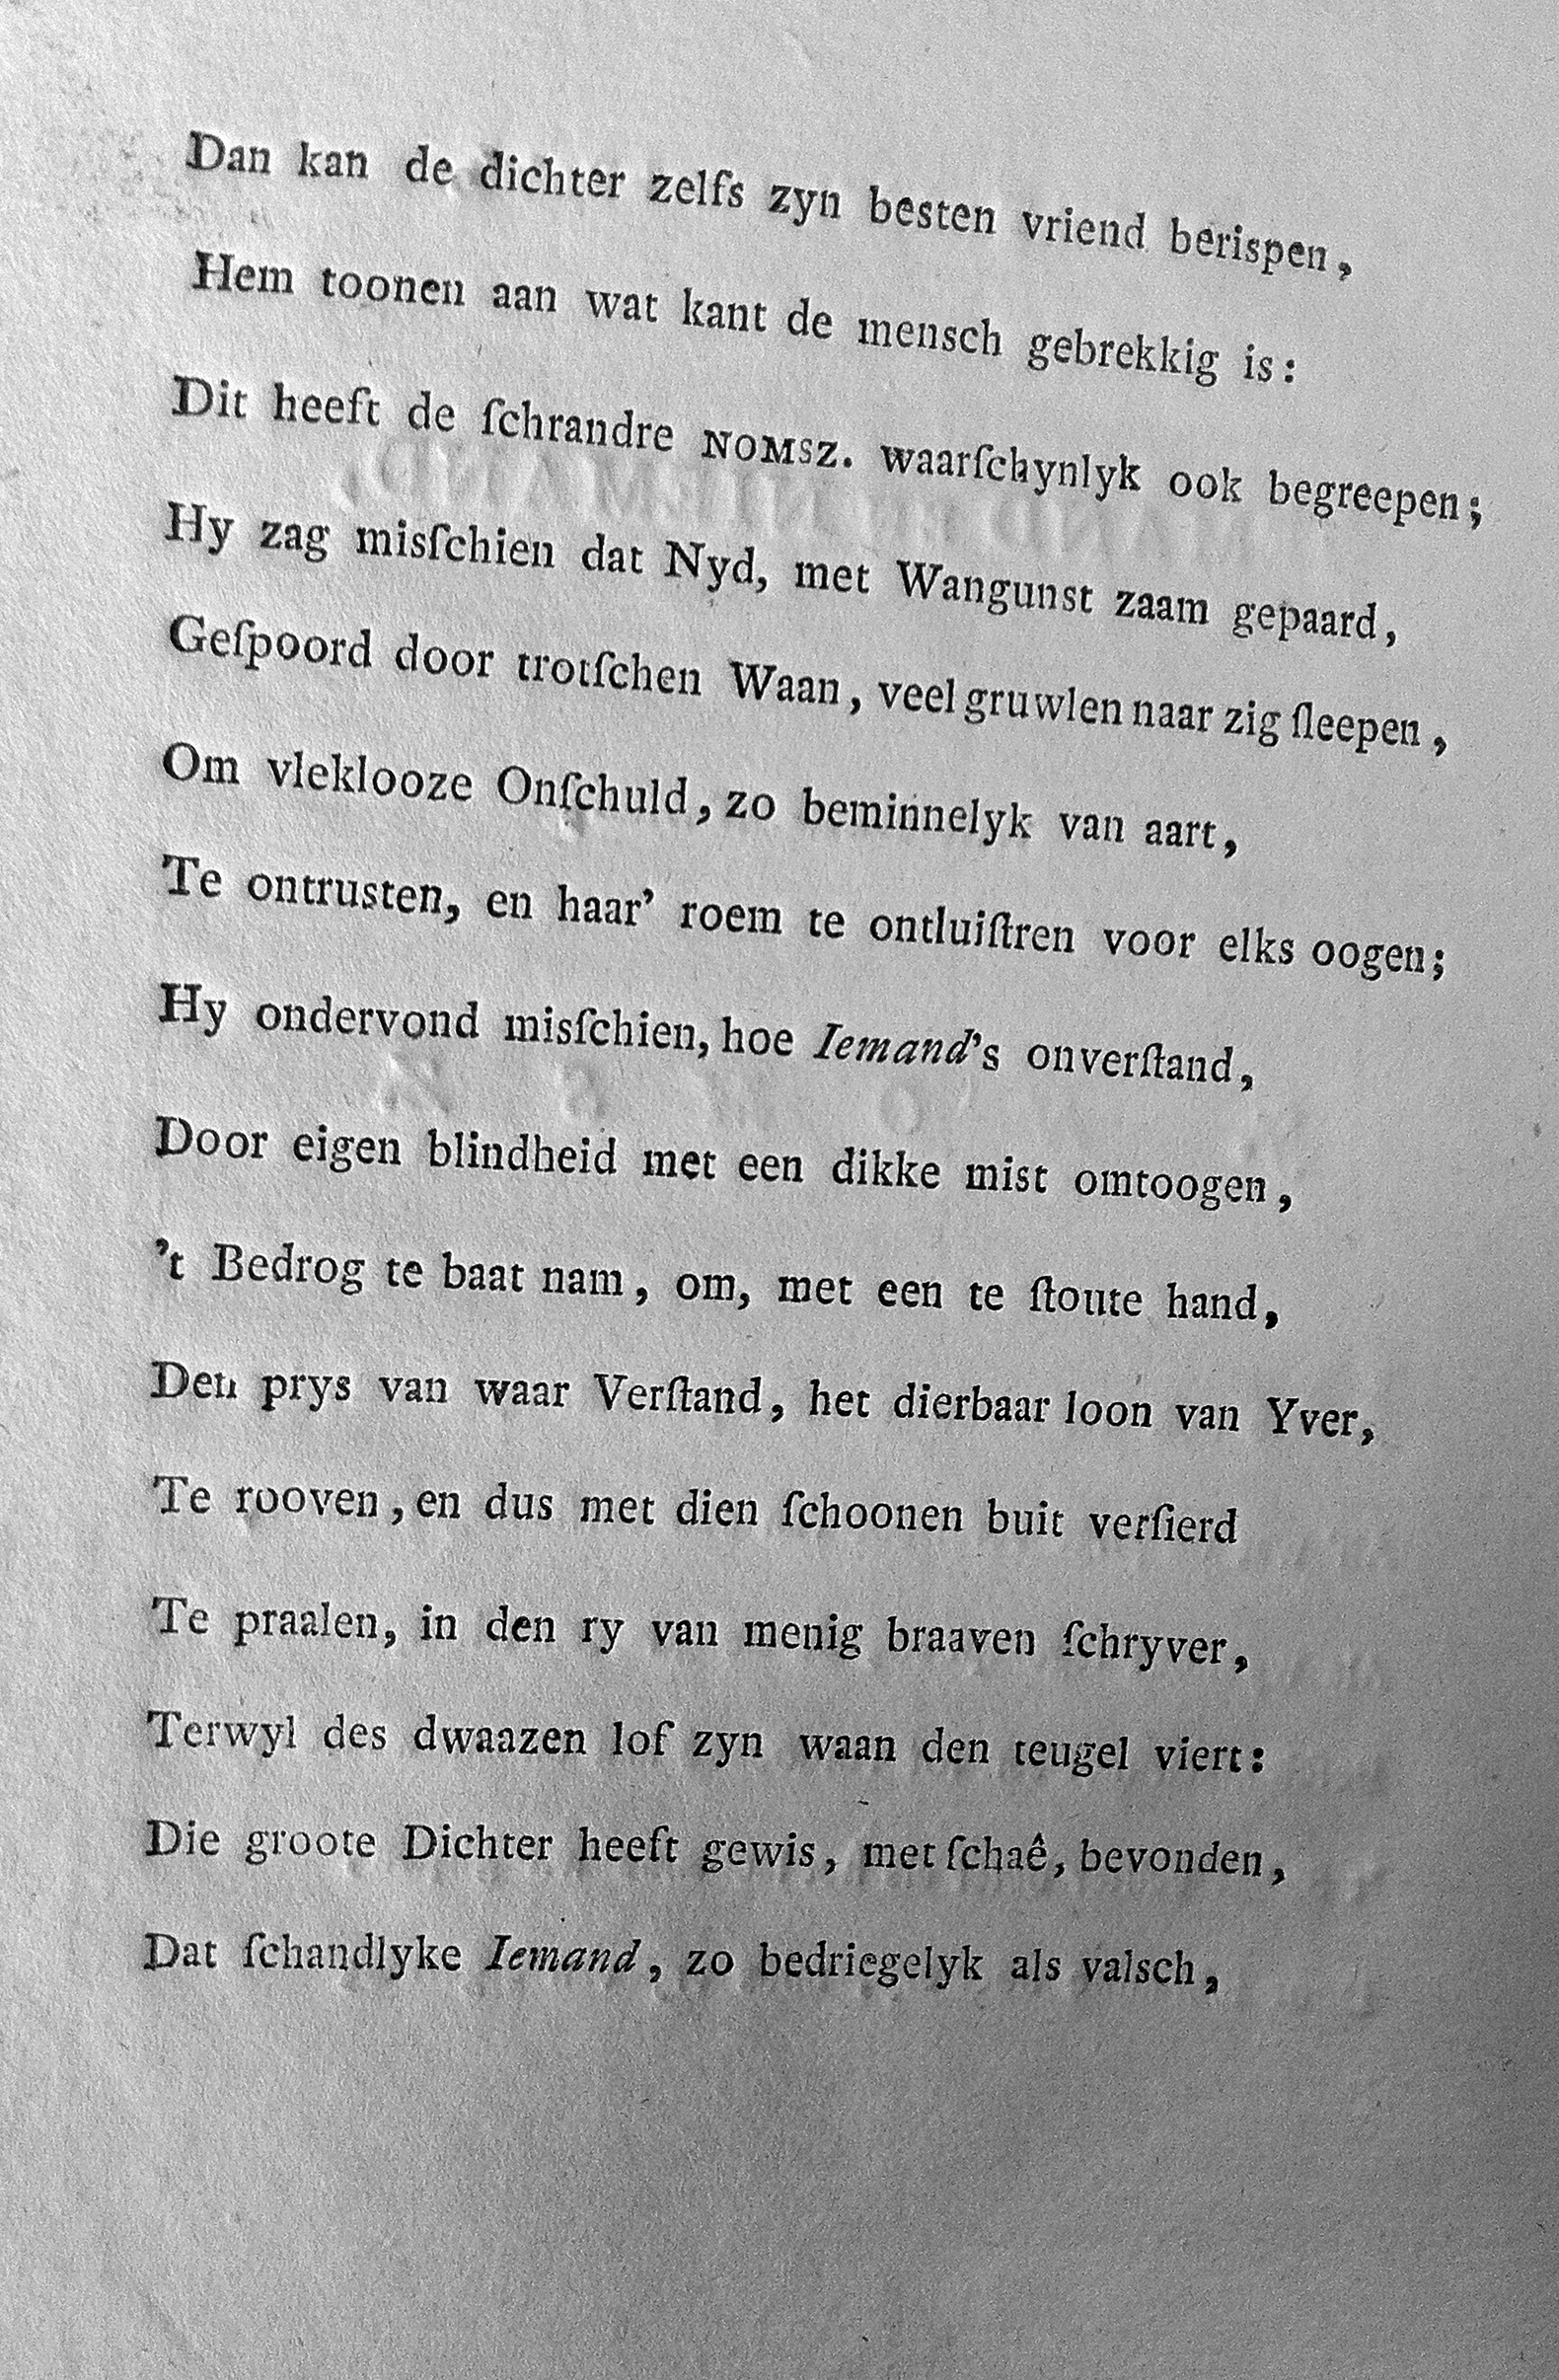 Dan kan de dichter zelfs zyn besten vriend berispen,
Hem toonen aan wat kant de mensch gebrekkig is:
Dit heeft de ſchrandre NOMSZ. waarſchynlyk ook begreepen;
Hy zag misſchien dat Nyd, met Wangunst zaam gepaard,
Geſpoord door trotſchen Waan, veel gruwlen naar zig ſleepen,
Om vleklooze Onſchuld, zo beminnelyk van aart,
Te ontrusten, en haar' roem te ontluiſtren voor elks oogen;
Hy ondervond misſchien, hoe Iemand's onverſtand,
Door eigen blindheid met een dikke mist omtoogen,
't Bedrog te baat nam, om, met een te ſtoute hand,
Den prys van waar Verſtand, het dierbaar loon van Yver,
Te rooven, en dus met dien ſchoonen buit verſierd
Te praalen, in den ry van menig braaven ſchryver,
Terwyl des dwaazen lof zyn waan den teugel viert:
Die groote Dichter heeft gewis, met ſchaê, bevonden,
Dat ſchandlyke Iemand, zo bedriegelyk als valsch,